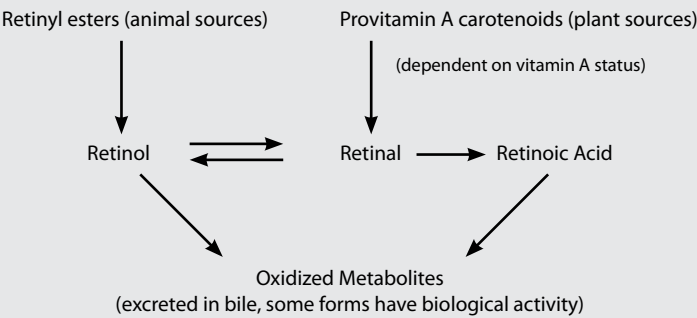 Retinyl esters (animal sources)
Provitamin A carotenoids (plant sources)
(dependent on vitamin A status)
Retinol
Retinal
Retinoic Acid
Oxidized Metabolites
(excreted in bile, some forms have biological activity)